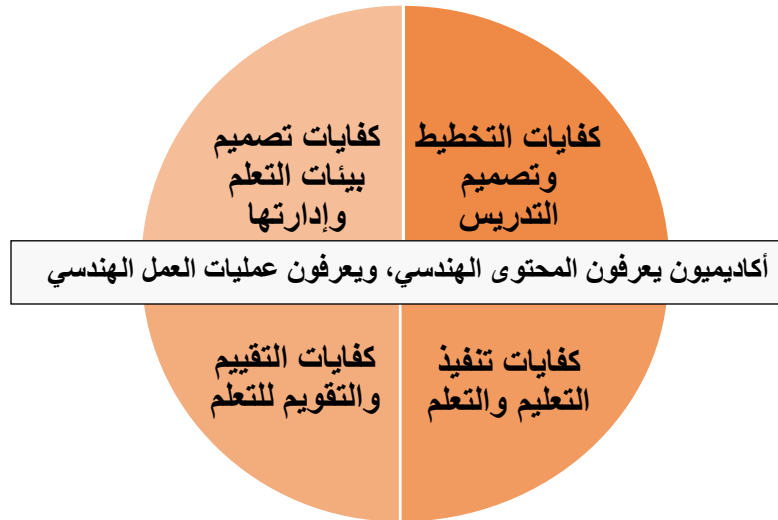 كفايات التخطيط
وتصميم
التدريس
كفايات تصميم
بيئات التعلم
وإدارتها
أكاديميون يعرفون المحتوى الهندسي، ويعرفون عمليات العمل الهندسي
كفايات تنفيذ
التعليم والتعلم
كفايات التقييم
والتقويم للتعلم